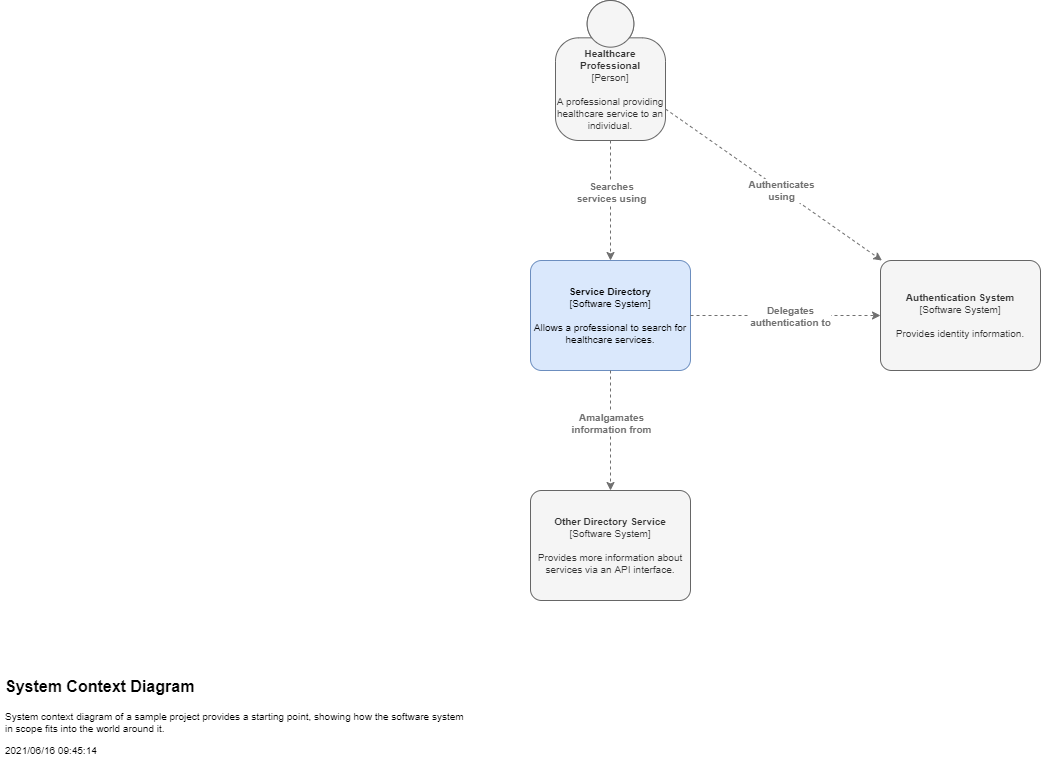 Healthcare
Professional
[Person]
A professional providing
healthcare service to an
individual.
Searches
services using
Authenticates
using
Service Directory
[Software System]
Allows a professional to search for
healthcare services.
Delegates
authentication to
Authentication System
[Software System]
Provides identity information.
Amalgamates
information from
Other Directory Service
[Software System]
Provides more information about
services via an API interface.
System Context Diagram
System context diagram of a sample project provides a starting point, showing how the software system
in scope fits into the world around it.
2021/06/16 09:45:14